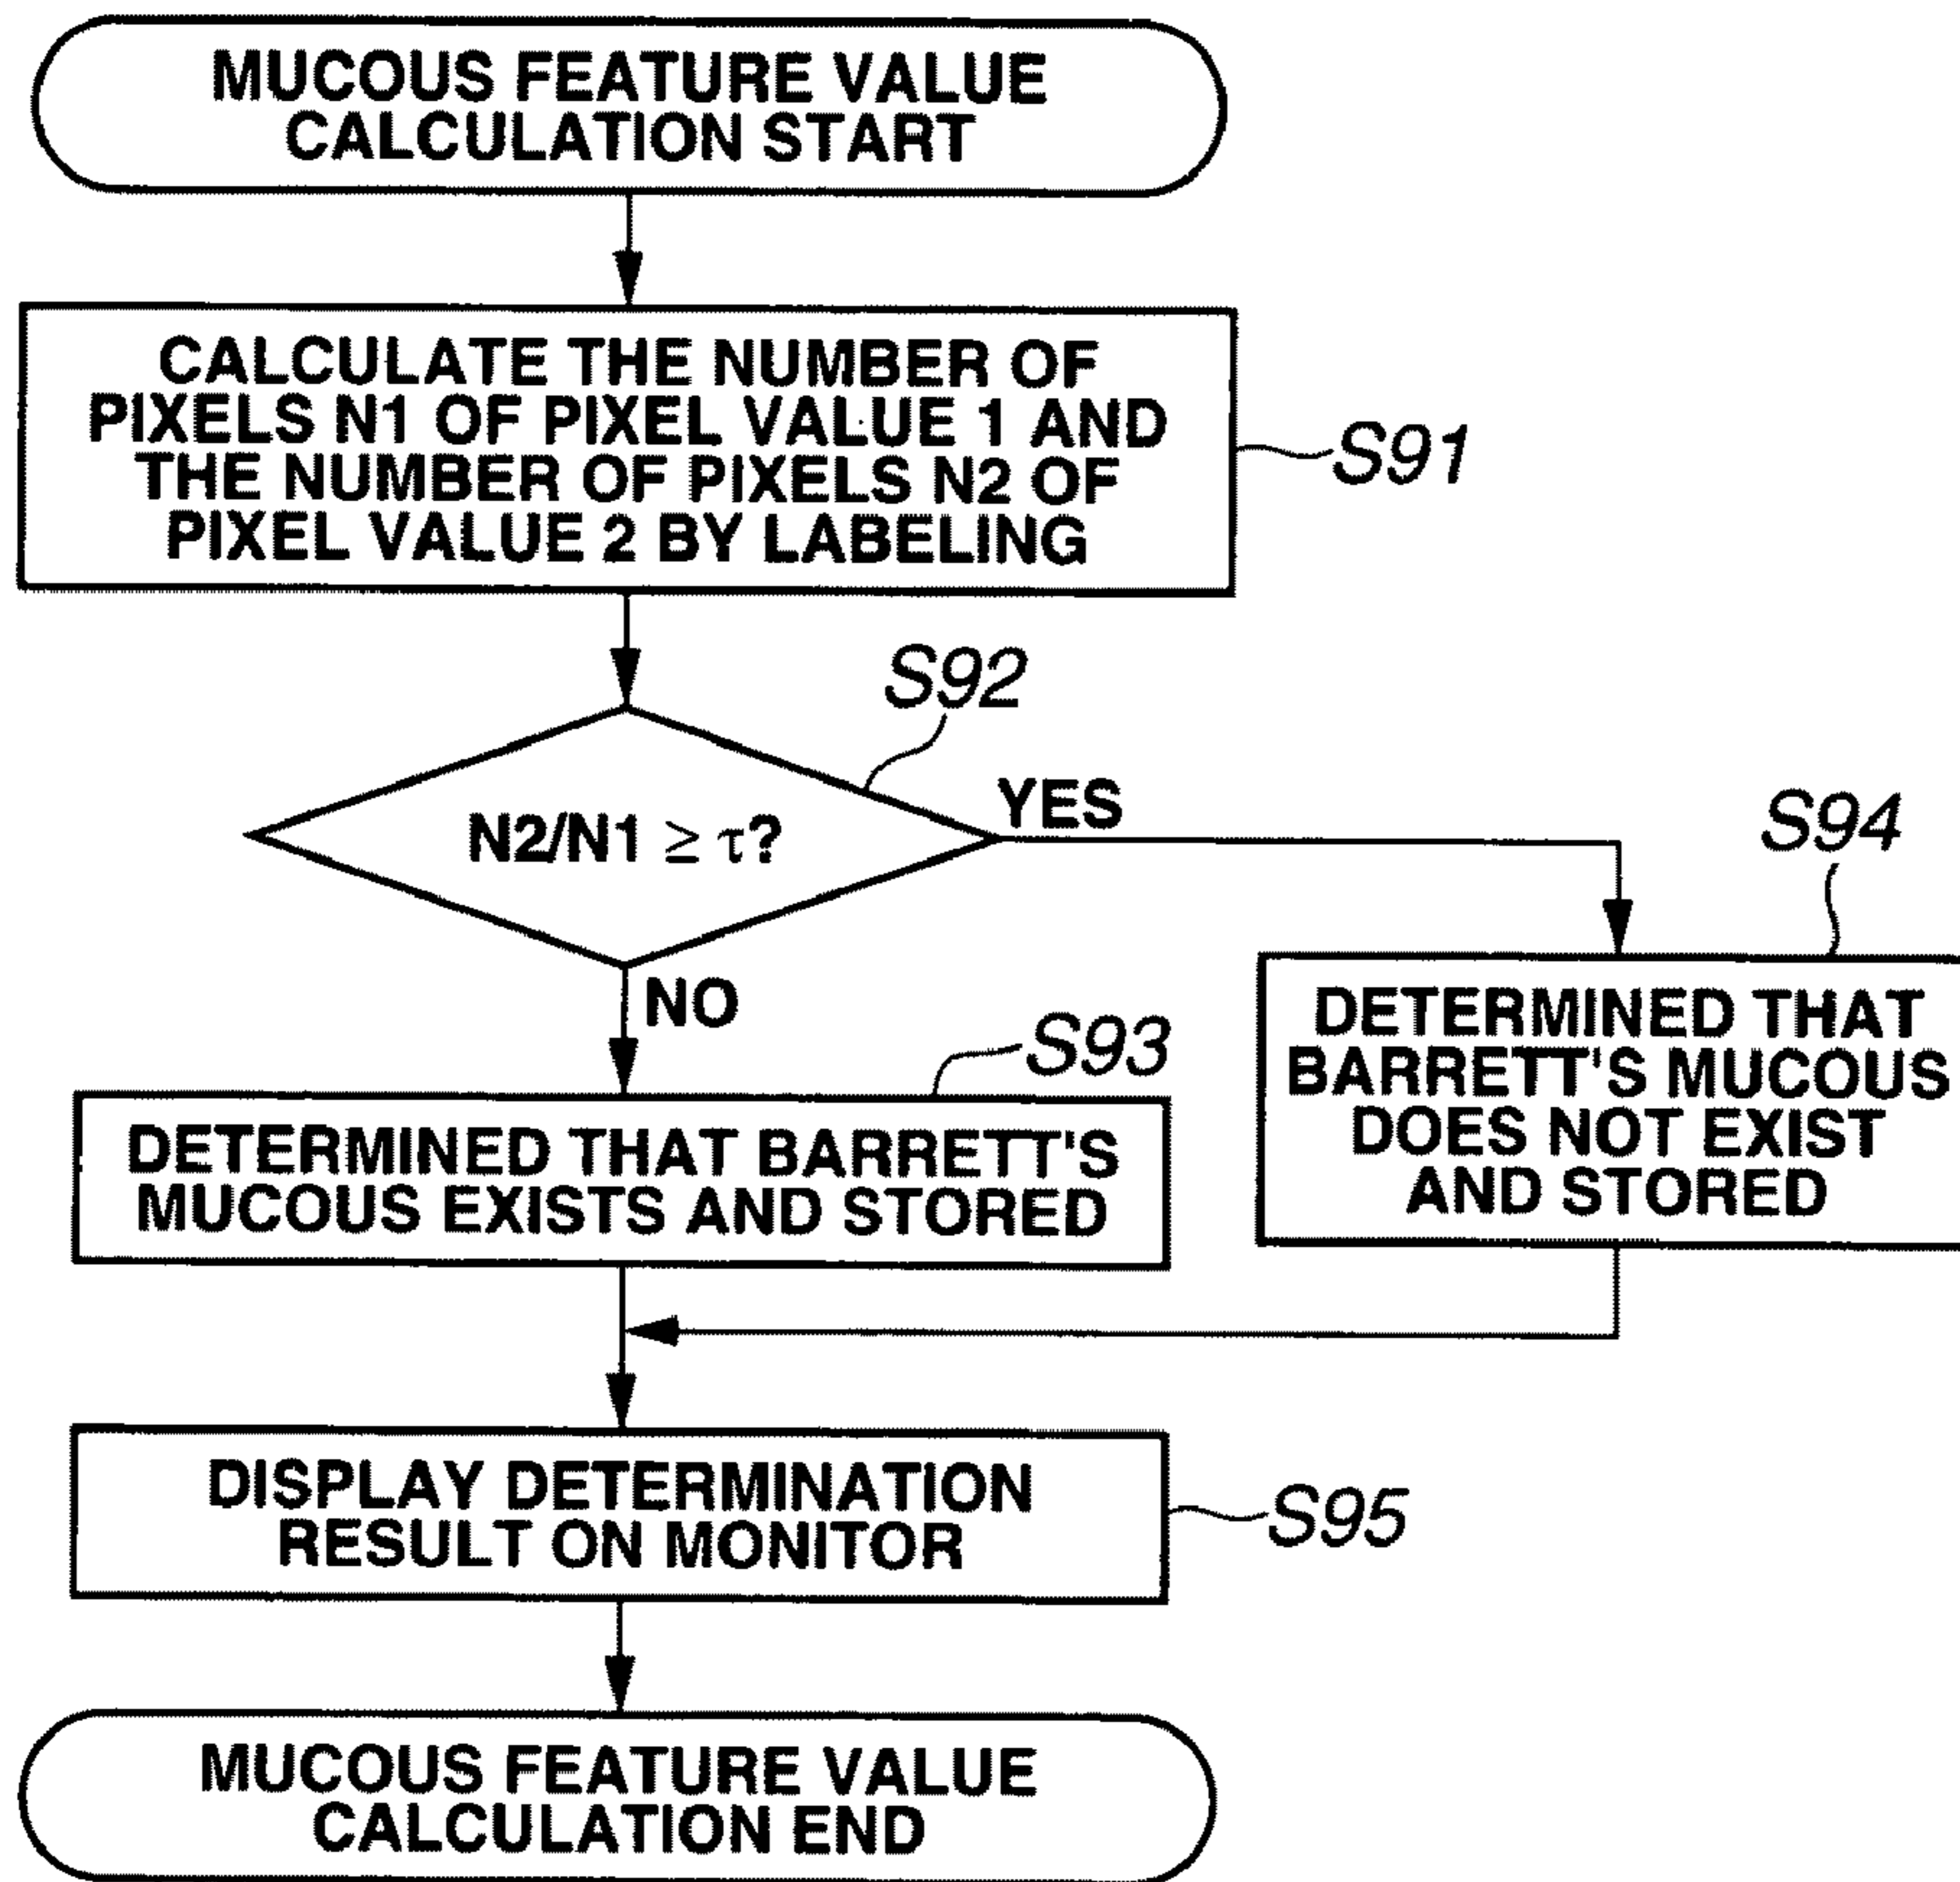 MUCOUS FEATURE VALUE
CALCULATION START
CALCULATE THE NUMBER OF
PIXELS N1 OF PIXEL VALUE 1 AND
THE NUMBER OF PIXELS N2 OF
PIXEL VALUE 2 BY LABELING
S91
S92
N2/N1 ≥ τ?
YES
S94
NO
DETERMINED THAT
BARRETT'S MUCOUS
DOES NOT EXIST
AND STORED
S93
DETERMINED THAT BARRETT'S
MUCOUS EXISTS AND STORED
DISPLAY DETERMINATION
RESULT ON MONITOR
S95
MUCOUS FEATURE VALUE
CALCULATION END